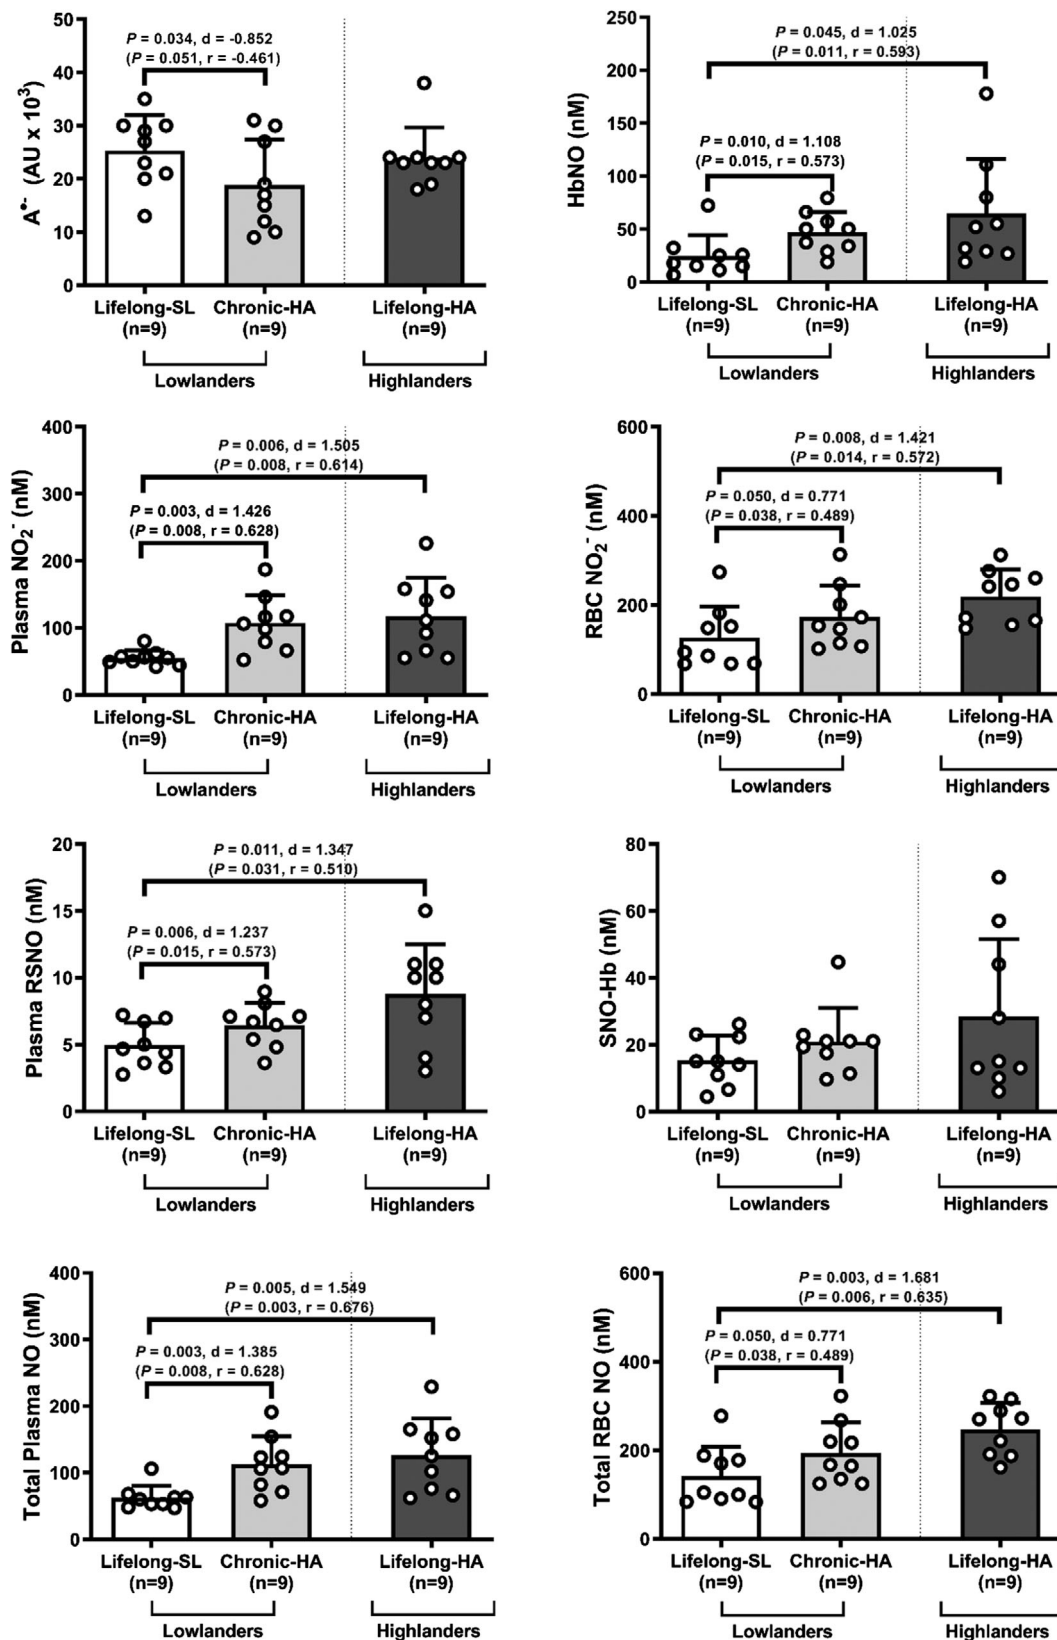 A•- (AU x 10³)
50
40
30
20
10
0
P = 0.034, d = -0.852
(P = 0.051, r = -0.461)
Lifelong-SL Chronic-HA Lifelong-HA
(n=9) (n=9) (n=9)
Lowlanders Highlanders
HbNO (nM)
250
200
150
100
50
0
P = 0.045, d = 1.025
(P = 0.011, r = 0.593)
P = 0.010, d = 1.108
(P = 0.015, r = 0.573)
Lifelong-SL Chronic-HA Lifelong-HA
(n=9) (n=9) (n=9)
Lowlanders Highlanders
Plasma NO₂⁻ (nM)
400
300
200
100
0
P = 0.006, d = 1.505
(P = 0.008, r = 0.614)
P = 0.003, d = 1.426
(P = 0.008, r = 0.628)
Lifelong-SL Chronic-HA Lifelong-HA
(n=9) (n=9) (n=9)
Lowlanders Highlanders
RBC NO₂⁻ (nM)
600
400
200
0
P = 0.008, d = 1.421
(P = 0.014, r = 0.572)
P = 0.050, d = 0.771
(P = 0.038, r = 0.489)
Lifelong-SL Chronic-HA Lifelong-HA
(n=9) (n=9) (n=9)
Lowlanders Highlanders
Plasma RSNO (nM)
20
15
10
5
0
P = 0.011, d = 1.347
(P = 0.031, r = 0.510)
P = 0.006, d = 1.237
(P = 0.015, r = 0.573)
Lifelong-SL Chronic-HA Lifelong-HA
(n=9) (n=9) (n=9)
Lowlanders Highlanders
SNO-Hb (nM)
80
60
40
20
0
Lifelong-SL Chronic-HA Lifelong-HA
(n=9) (n=9) (n=9)
Lowlanders Highlanders
Total Plasma NO (nM)
400
300
200
100
0
P = 0.005, d = 1.549
(P = 0.003, r = 0.676)
P = 0.003, d = 1.385
(P = 0.008, r = 0.628)
Lifelong-SL Chronic-HA Lifelong-HA
(n=9) (n=9) (n=9)
Lowlanders Highlanders
Total RBC NO (nM)
600
400
200
0
P = 0.003, d = 1.681
(P = 0.006, r = 0.635)
P = 0.050, d = 0.771
(P = 0.038, r = 0.489)
Lifelong-SL Chronic-HA Lifelong-HA
(n=9) (n=9) (n=9)
Lowlanders Highlanders